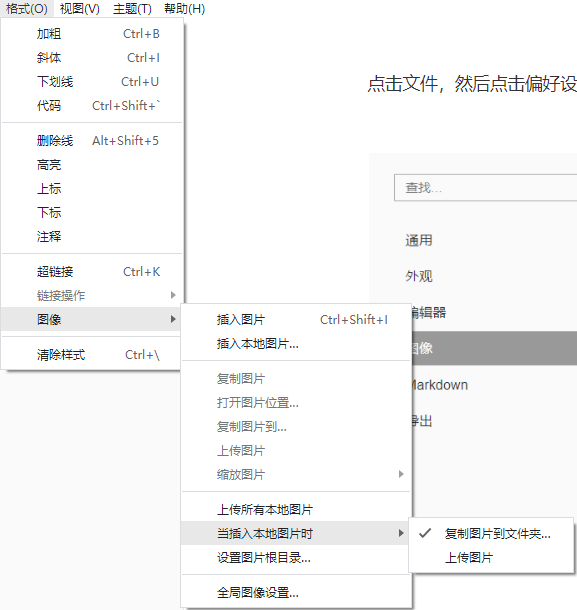 格式(O) 视图(V) 主题(T) 帮助(H)
加粗 Ctrl+B
斜体 Ctrl+I
下划线 Ctrl+U
代码 Ctrl+Shift+`
删除线 Alt+Shift+5
高亮
上标
下标
注释
超链接 Ctrl+K
链接操作
图像
清除样式 Ctrl+\
点击文件，然后点击偏好设
查找...
通用
外观
编辑器
图像
Markdown
导出
插入图片 Ctrl+Shift+I
插入本地图片...
复制图片
打开图片位置...
复制图片到...
上传图片
缩放图片
上传所有本地图片
当插入本地图片时
设置图片根目录...
全局图像设置...
复制图片到文件夹...
上传图片